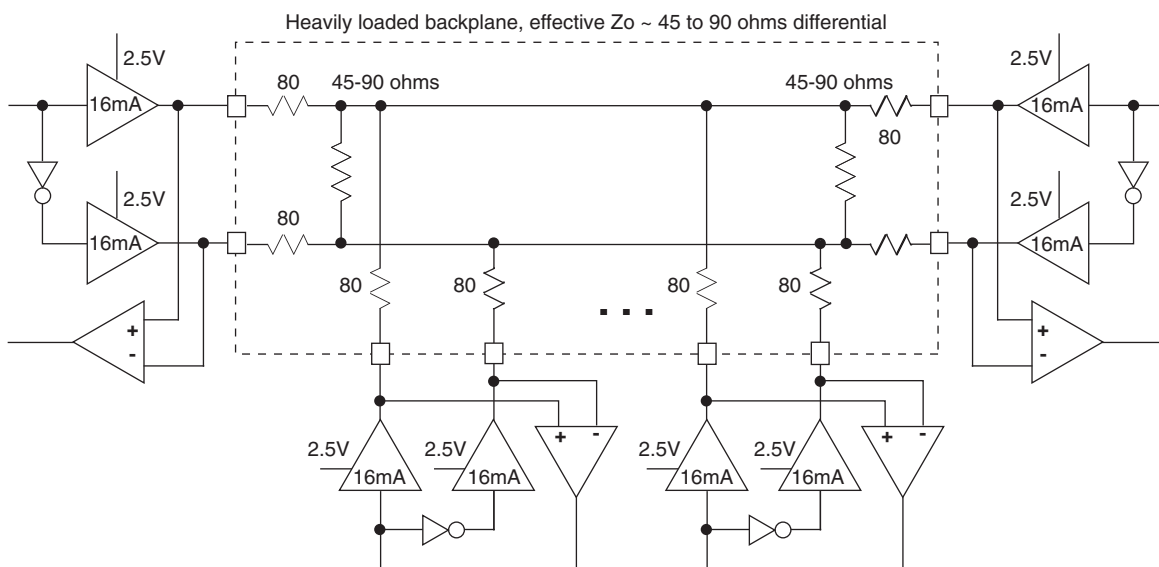 Heavily loaded backplane, effective Zo ~ 45 to 90 ohms differential
2.5V
2.5V
80
45-90 ohms
45-90 ohms
16mA
16mA
80
2.5V
2.5V
80
16mA
16mA
80
80
80
80
+
-
...
+
-
+
-
+
-
2.5V
2.5V
2.5V
2.5V
16mA
16mA
16mA
16mA